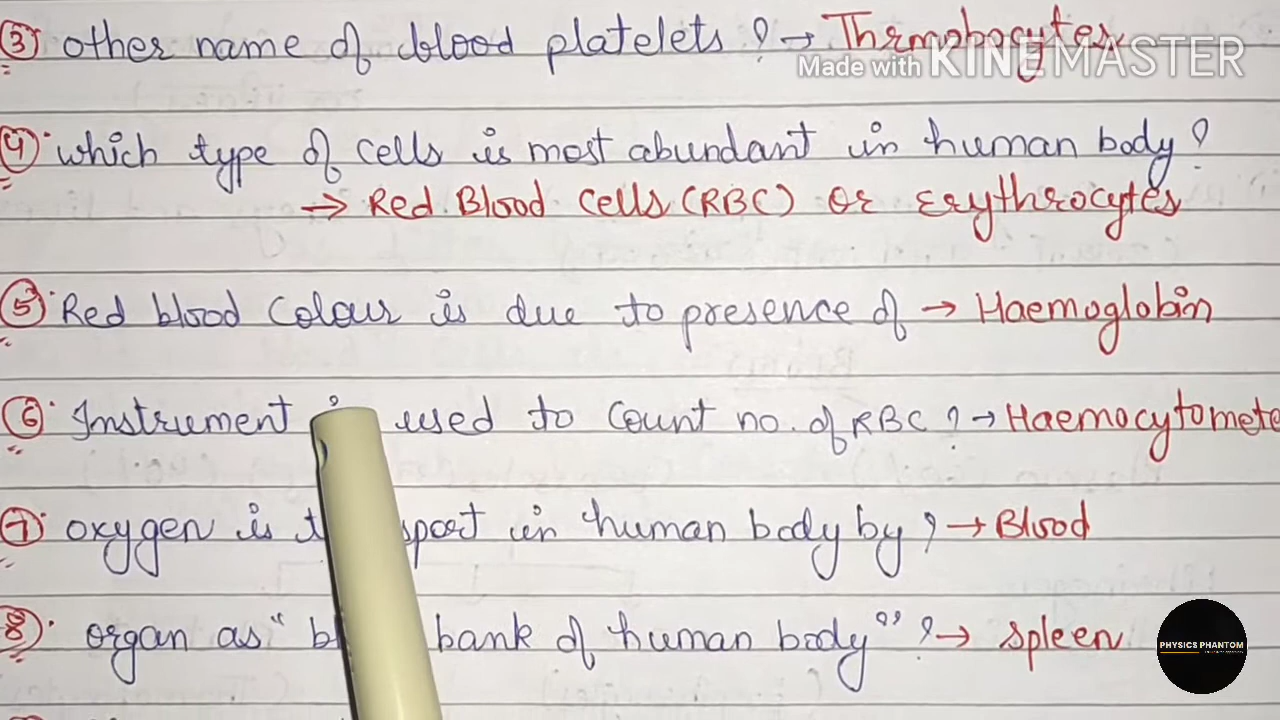 ③ other name of blood platelets ? → Thrmobocytes
Made with KINEMASTER
④ which type of cells is most abundant in human body ?
→ Red Blood Cells (RBC) or Erythrocytes
⑤ Red blood Colour is due to presence of → Haemoglobin
⑥ Instrument is used to Count no. of RBC ? → Haemocytomete
⑦ oxygen is in human body by ? → Blood
⑧ organ as " bank of human body" ? → Spleen
PHYSICS PHANTOM